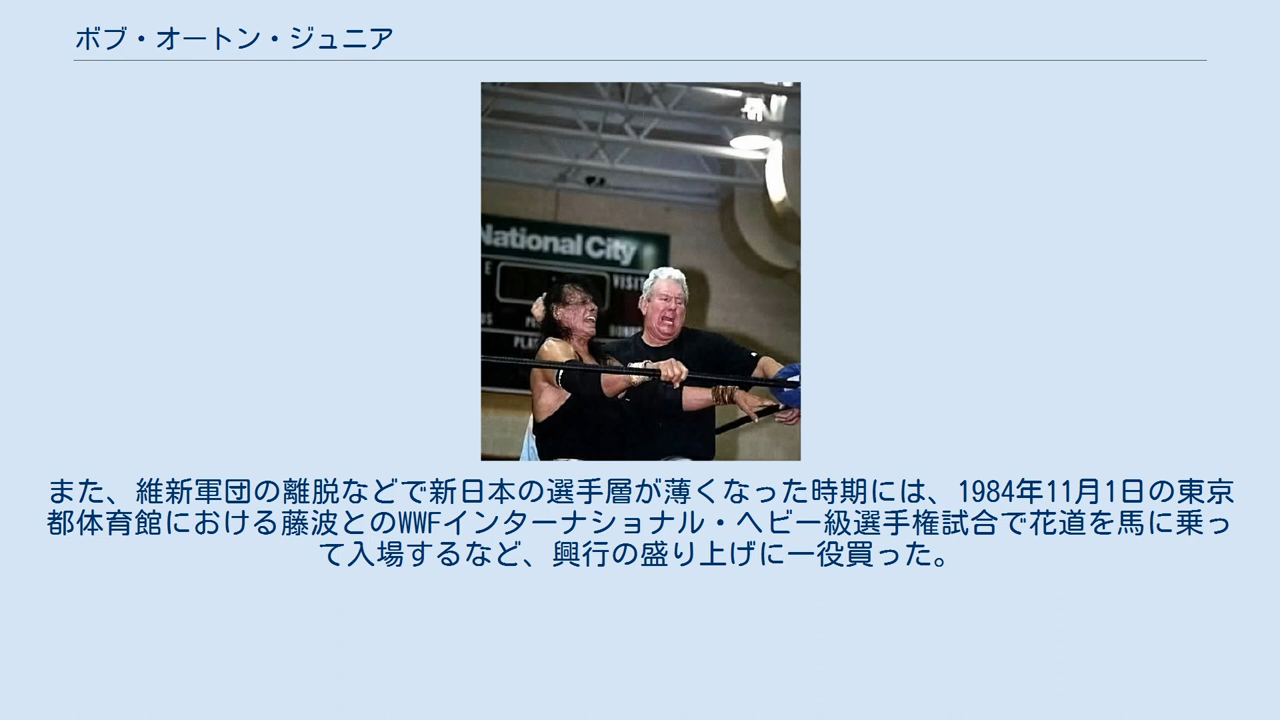 ボブ・オートン・ジュニア
National City
E
VISIT
PLA
また、維新軍団の離脱などで新日本の選手層が薄くなった時期には、1984年11月1日の東京
都体育館における藤波とのWWFインターナショナル・ヘビー級選手権試合で花道を馬に乗っ
て入場するなど、興行の盛り上げに一役買った。